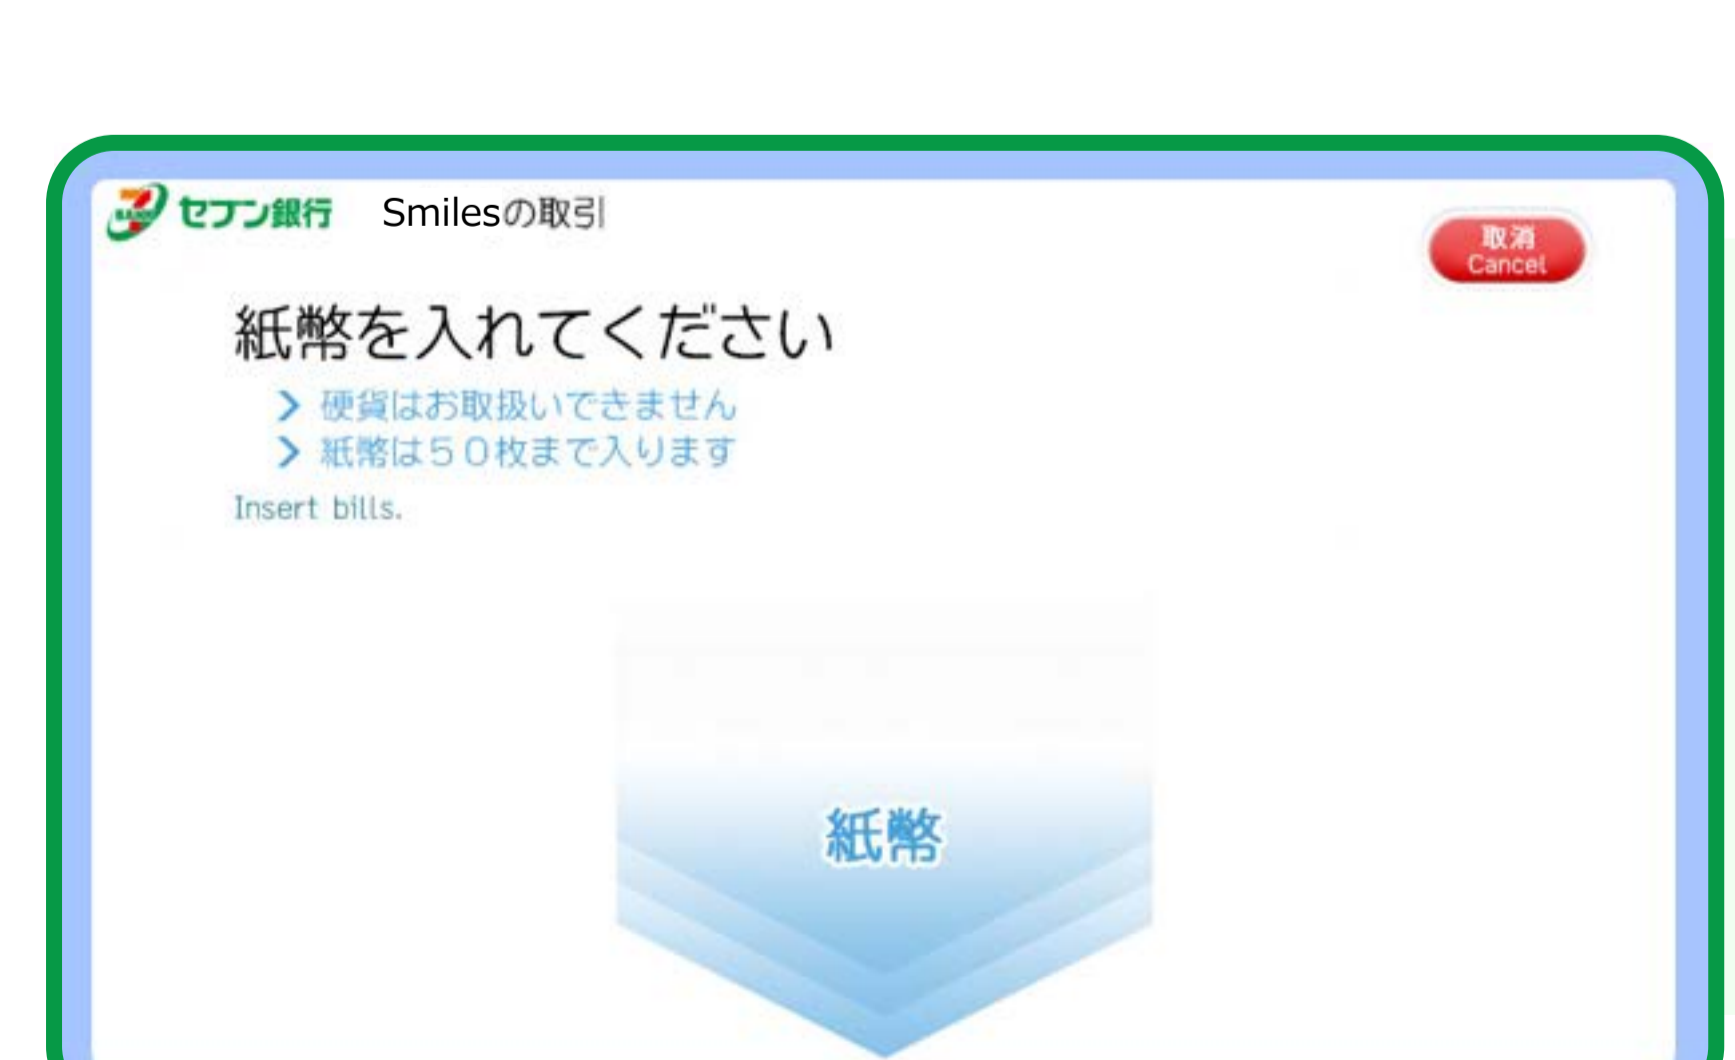 セブン銀行 Smilesの取引
取消
Cancel
紙幣を入れてください
硬貨はお取扱いできません
紙幣は５０枚まで入ります
Insert bills.
紙幣